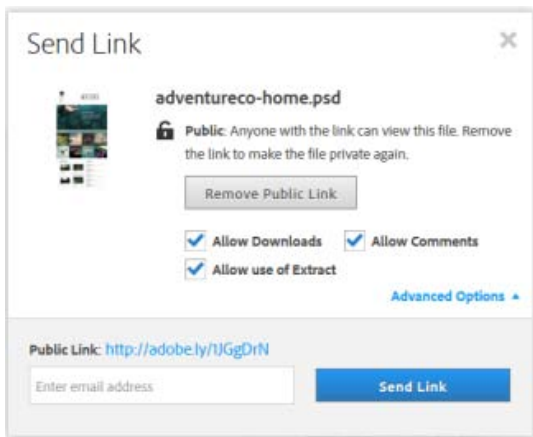 Send Link
adventureco-home.psd
Public: Anyone with the link can view this file. Remove
the link to make the file private again.
Remove Public Link
Allow Downloads Allow Comments
Allow use of Extract
Advanced Options
Public Link: http://adobe.ly/1JGgDrN
Enter email address Send Link